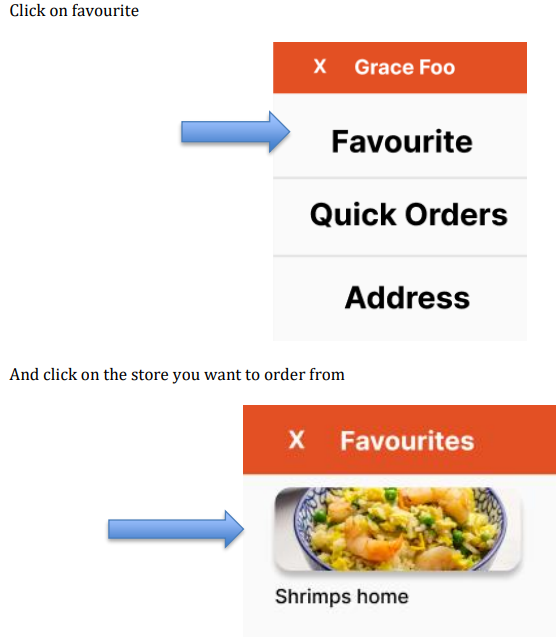 Click on favourite
X Grace Foo
Favourite
Quick Orders
Address
And click on the store you want to order from
X Favourites
Shrimps home